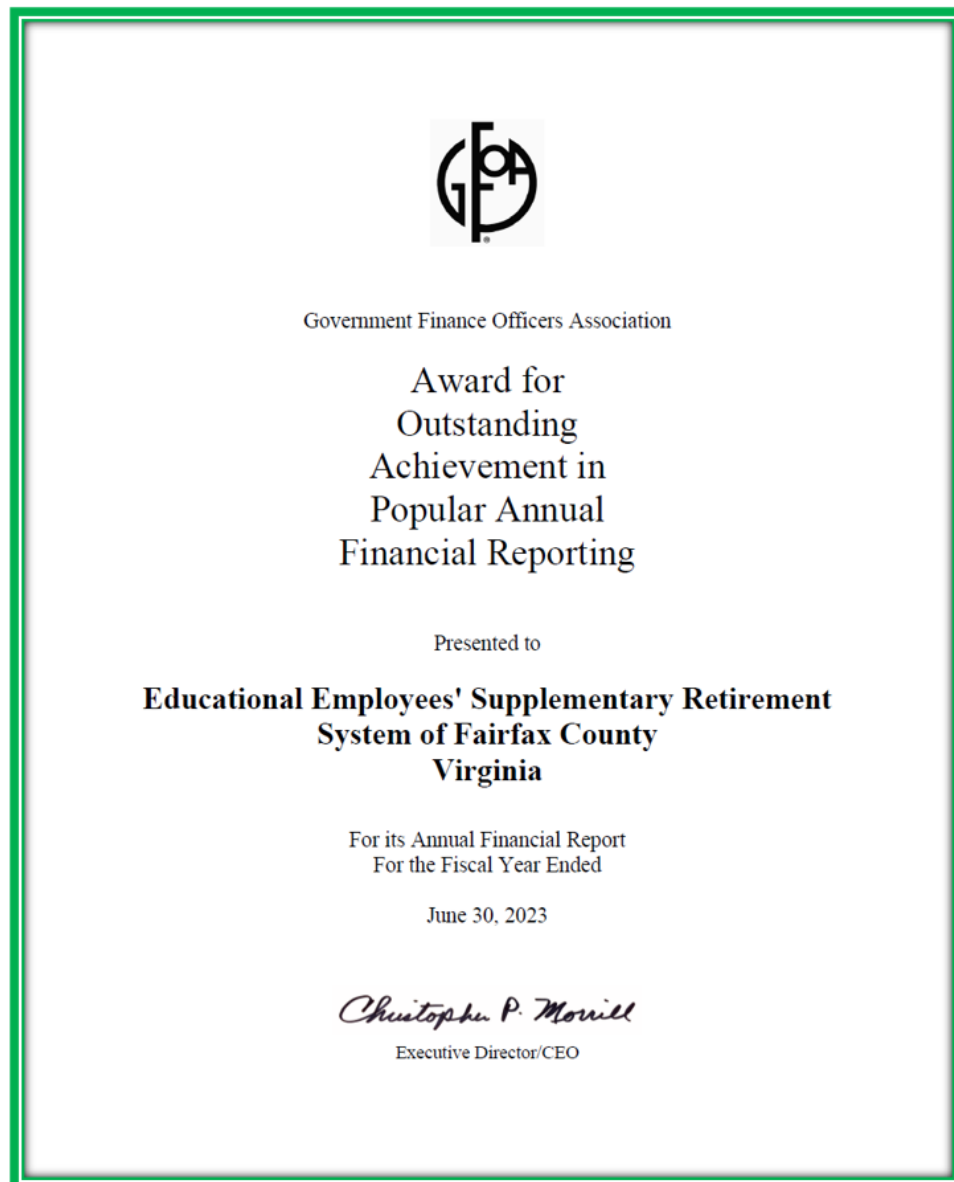 GFOA
®
Government Finance Officers Association
Award for
Outstanding
Achievement in
Popular Annual
Financial Reporting
Presented to
Educational Employees' Supplementary Retirement
System of Fairfax County
Virginia
For its Annual Financial Report
For the Fiscal Year Ended
June 30, 2023
Christopher P. Morrill
Executive Director/CEO